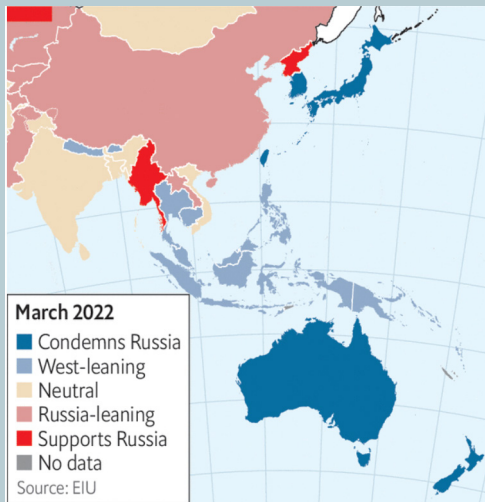 March 2022
Condemns Russia
West-leaning
Neutral
Russia-leaning
Supports Russia
No data
Source: EIU